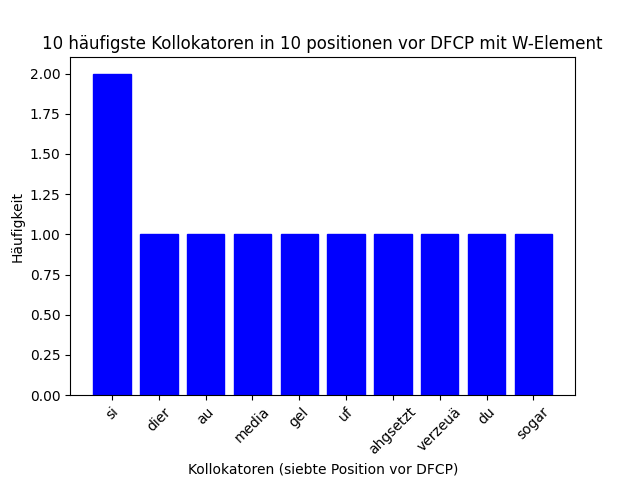 10 häufigste Kollokatoren in 10 positionen vor DFCP mit W-Element
2.00
1.75
1.50
1.25
1.00
0.75
0.50
0.25
0.00
Häufigkeit
si
dier
au
media
gel
uf
ahgsetzt
verzeuä
du
sogar
Kollokatoren (siebte Position vor DFCP)